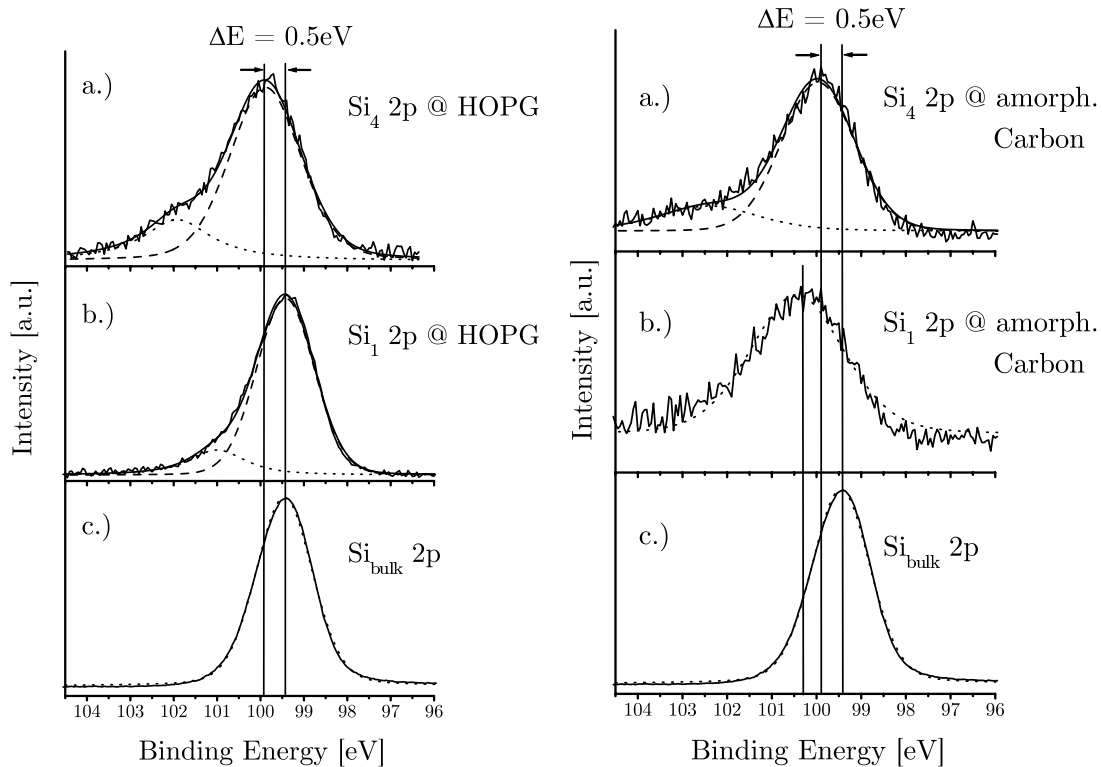 ΔE = 0.5eV
a.)
Si4 2p @ HOPG
b.)
Si1 2p @ HOPG
c.)
Sibulk 2p
Intensity [a.u.]
104 103 102 101 100 99 98 97 96
Binding Energy [eV]
ΔE = 0.5eV
a.)
Si4 2p @ amorph.
Carbon
b.)
Si1 2p @ amorph.
Carbon
c.)
Sibulk 2p
Intensity [a.u.]
104 103 102 101 100 99 98 97 96
Binding Energy [eV]